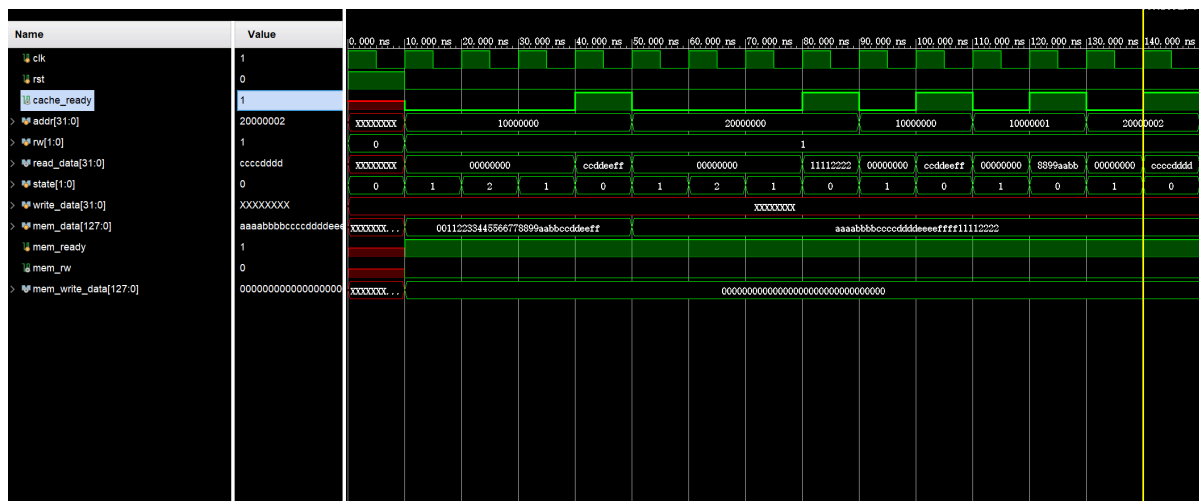 Name Value
0.000 ns 10.000 ns 20.000 ns 30.000 ns 40.000 ns 50.000 ns 60.000 ns 70.000 ns 80.000 ns 90.000 ns 100.000 ns 110.000 ns 120.000 ns 130.000 ns 140.000 ns
clk 1
rst 0
cache_ready 1
addr[31:0] 20000002 XXXXXXXX 10000000 20000000 10000000 10000001 20000002
rw[1:0] 1 0 1
read_data[31:0] ccccdddd XXXXXXXX 00000000 ccddeeff 00000000 11112222 00000000 ccddeeff 00000000 8899aabb 00000000 ccccdddd
state[1:0] 0 0 1 2 1 0 1 2 1 0 1 0 1 0 1 0
write_data[31:0] XXXXXXXX XXXXXXXX
mem_data[127:0] aaaabbbbccccddddeee XXXXXXX... 00112233445566778899aabbccddeeff aaaabbbbccccddddeeeeffff11112222
mem_ready 1
mem_rw 0
mem_write_data[127:0] 000000000000000000 XXXXXXX... 00000000000000000000000000000000